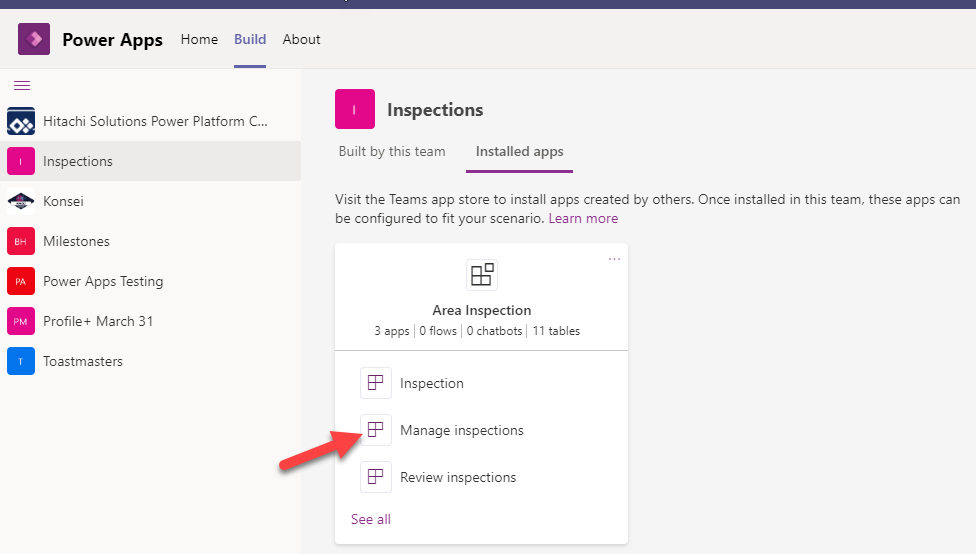 Power Apps Home Build About
Hitachi Solutions Power Platform C...
I Inspections
Konsei
BH Milestones
PA Power Apps Testing
PM Profile+ March 31
T Toastmasters
I Inspections
Built by this team Installed apps
Visit the Teams app store to install apps created by others. Once installed in this team, these apps can
be configured to fit your scenario. Learn more
...
Area Inspection
3 apps | 0 flows | 0 chatbots | 11 tables
Inspection
Manage inspections
Review inspections
See all